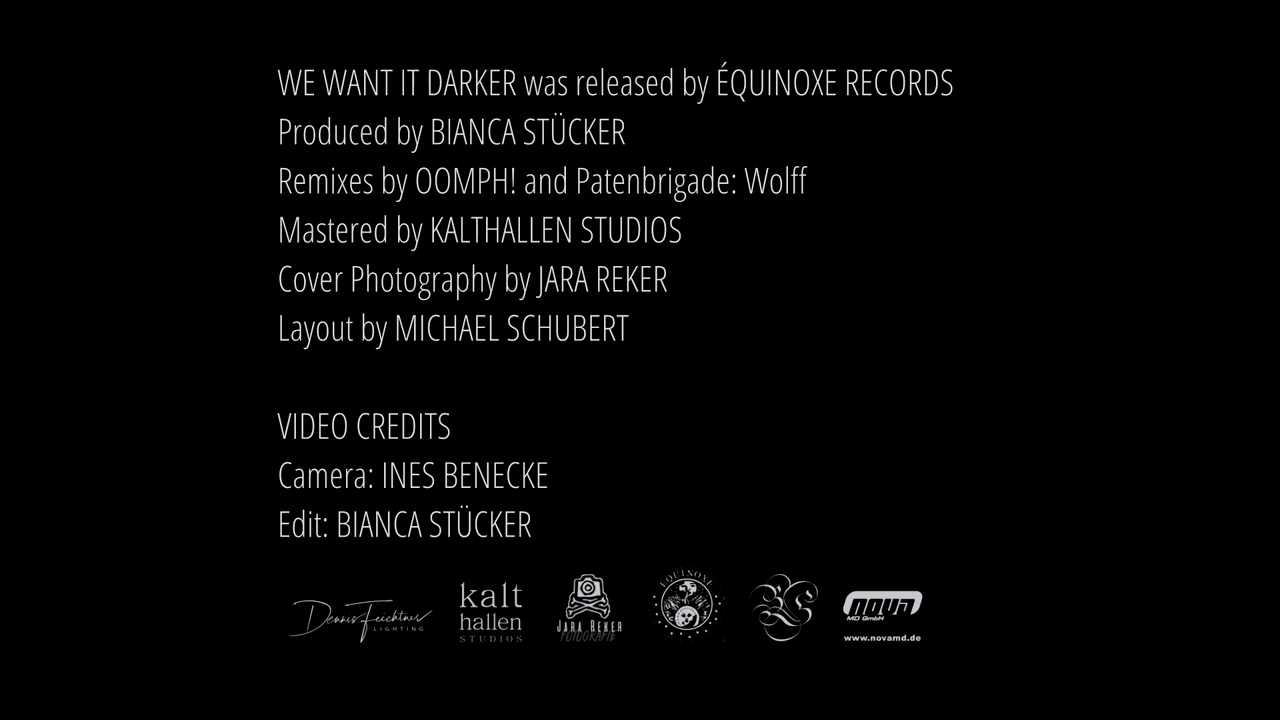 WE WANT IT DARKER was released by ÉQUINOXE RECORDS
Produced by BIANCA STÜCKER
Remixes by OOMPH! and Patenbrigade: Wolff
Mastered by KALTHALLEN STUDIOS
Cover Photography by JARA REKER
Layout by MICHAEL SCHUBERT
VIDEO CREDITS
Camera: INES BENECKE
Edit: BIANCA STÜCKER
Dennis Feichtner
LIGHTING
kalt
hallen
STUDIOS
JARA REKER
FOTOGRAFIE
EQUINOXE
NOVA
MD GmbH
www.novamd.de